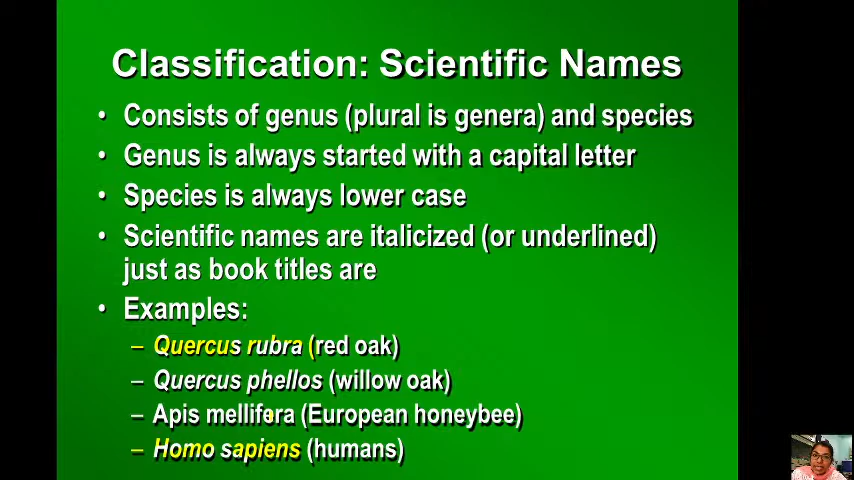 Classification: Scientific Names
• Consists of genus (plural is genera) and species
• Genus is always started with a capital letter
• Species is always lower case
• Scientific names are italicized (or underlined)
just as book titles are
• Examples:
– Quercus rubra (red oak)
– Quercus phellos (willow oak)
– Apis mellifera (European honeybee)
– Homo sapiens (humans)